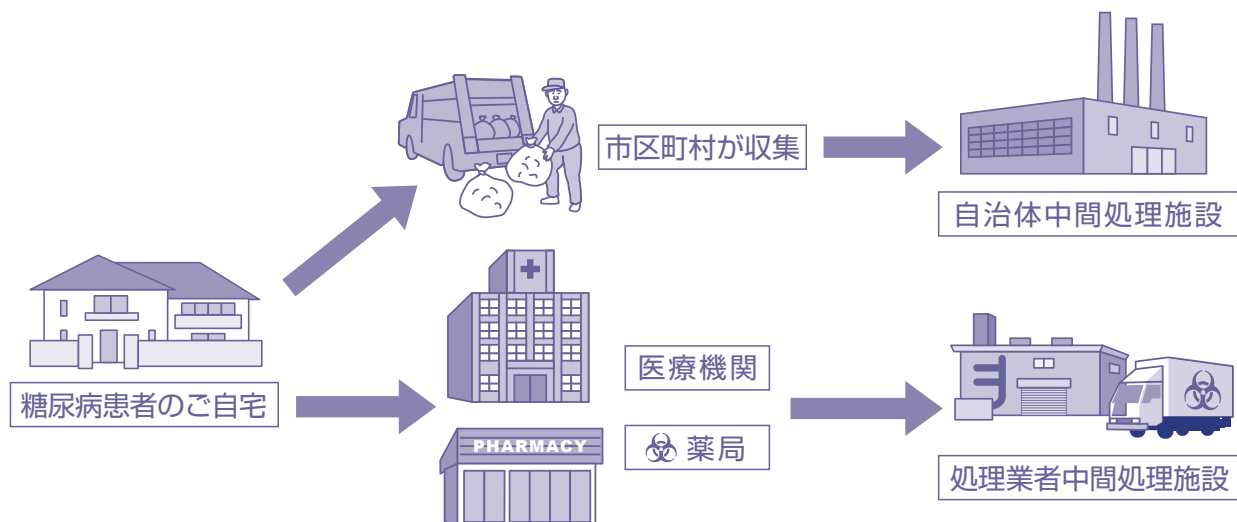 市区町村が収集
自治体中間処理施設
糖尿病患者のご自宅
医療機関
PHARMACY
薬局
処理業者中間処理施設